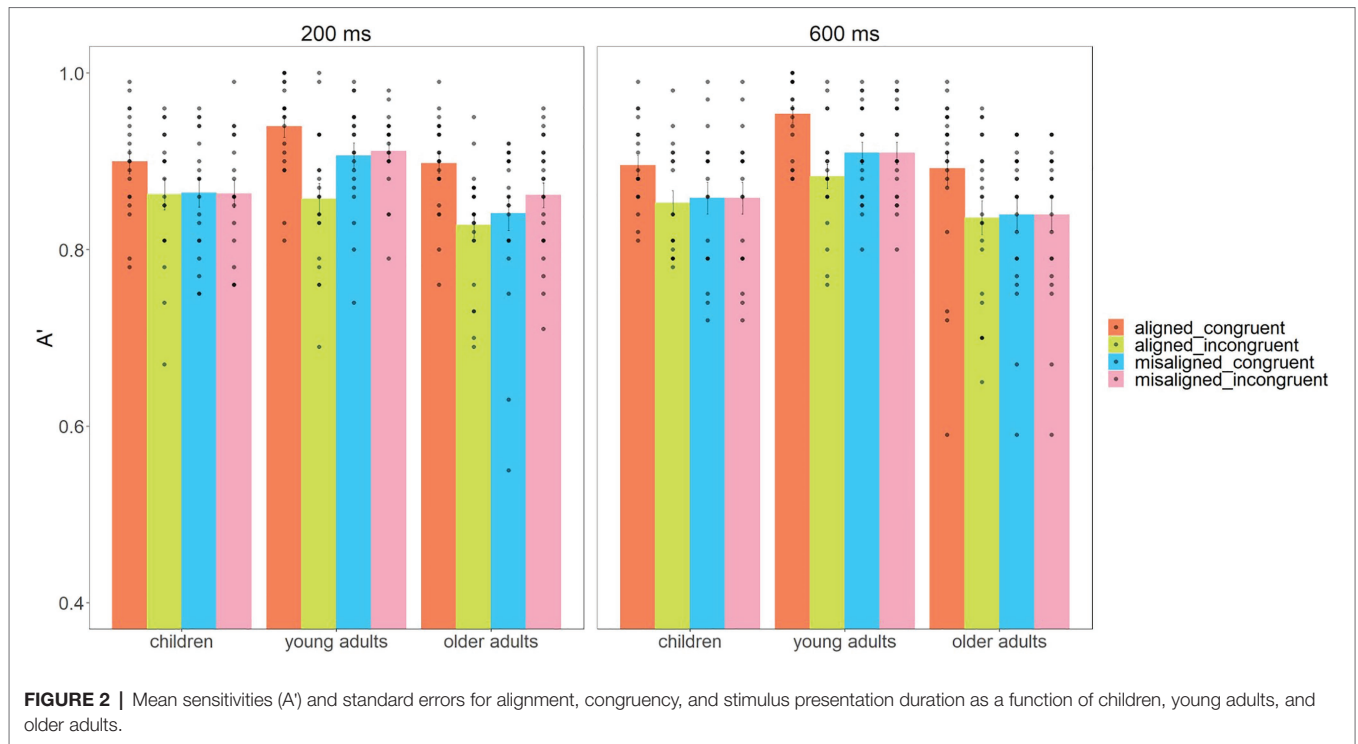 200 ms
600 ms
1.0
0.8
0.6
0.4
A'
children
young adults
older adults
children
young adults
older adults
aligned_congruent
aligned_incongruent
misaligned_congruent
misaligned_incongruent
FIGURE 2 | Mean sensitivities (A') and standard errors for alignment, congruency, and stimulus presentation duration as a function of children, young adults, and
older adults.